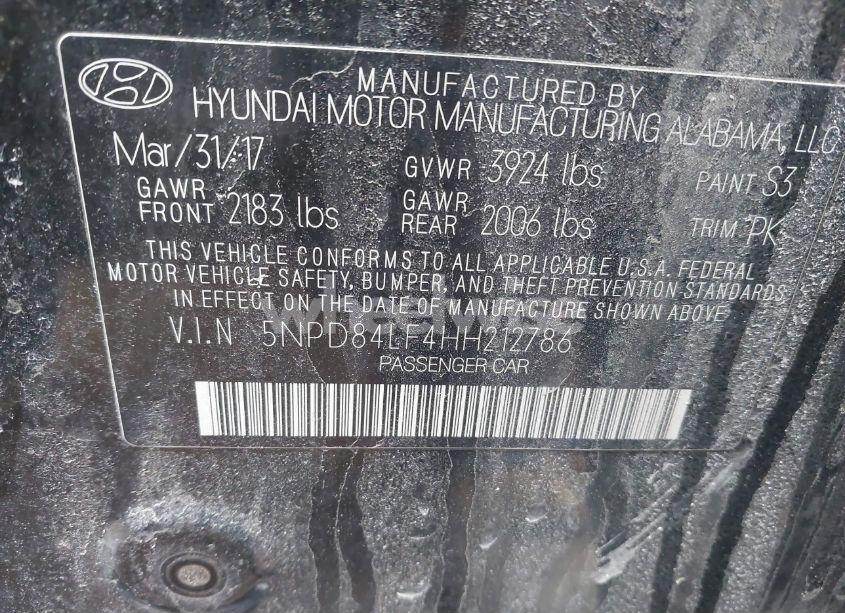 MANUFACTURED BY
HYUNDAI MOTOR MANUFACTURING ALABAMA, LLC
Mar/31/17 GVWR 3924 lbs PAINT S3
GAWR FRONT 2183 lbs GAWR REAR 2006 lbs TRIM PK
THIS VEHICLE CONFORMS TO ALL APPLICABLE U.S.A. FEDERAL
MOTOR VEHICLE SAFETY, BUMPER, AND THEFT PREVENTION STANDARDS
IN EFFECT ON THE DATE OF MANUFACTURE SHOWN ABOVE
V.I.N 5NPD84LF4HH212786
PASSENGER CAR